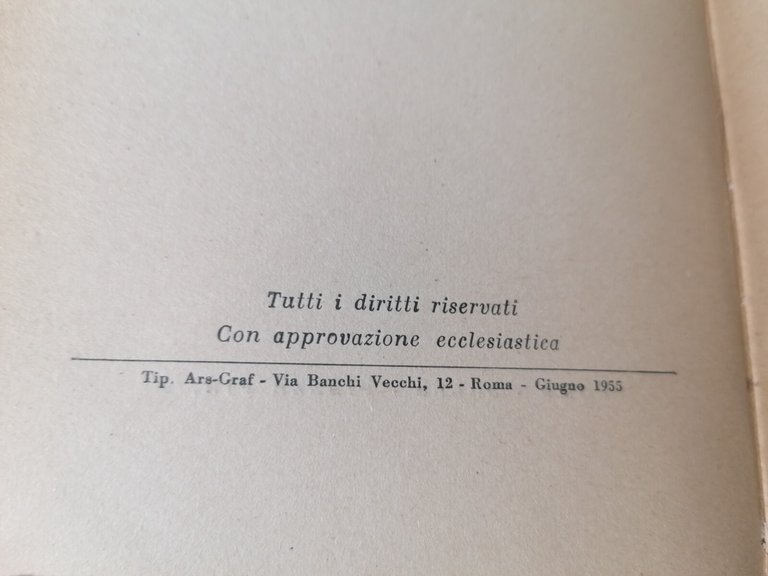 Tutti i diritti riservati
Con approvazione ecclesiastica
Tip. Ars-Graf - Via Banchi Vecchi, 12 - Roma - Giugno 1955